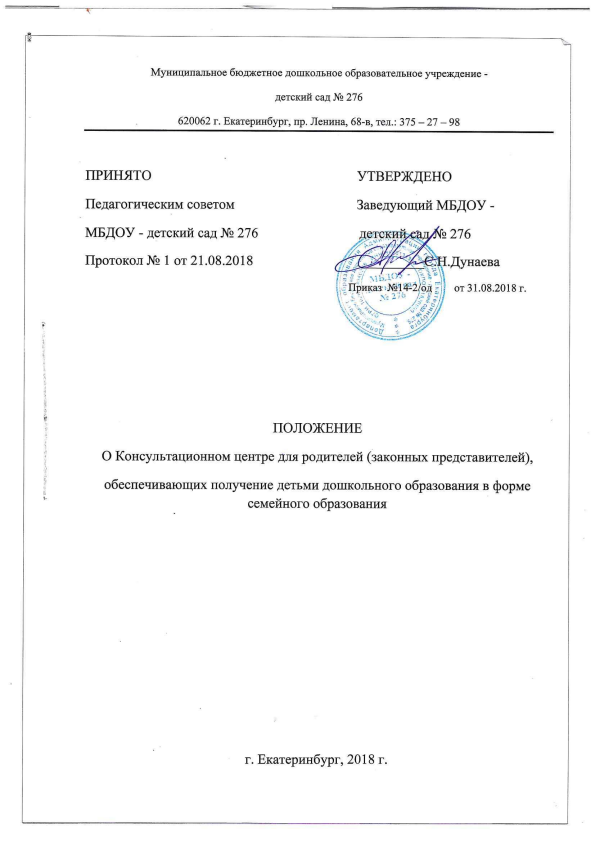 Муниципальное бюджетное дошкольное образовательное учреждение -
детский сад № 276
620062 г. Екатеринбург, пр. Ленина, 68-в, тел.: 375 – 27 – 98
ПРИНЯТО
Педагогическим советом
МБДОУ - детский сад № 276
Протокол № 1 от 21.08.2018
УТВЕРЖДЕНО
Заведующий МБДОУ -
детский сад № 276
С.Н.Дунаева
Приказ №14-2/од от 31.08.2018 г.
МБДОУ -
№ 276
ПОЛОЖЕНИЕ
О Консультационном центре для родителей (законных представителей),
обеспечивающих получение детьми дошкольного образования в форме
семейного образования
г. Екатеринбург, 2018 г.